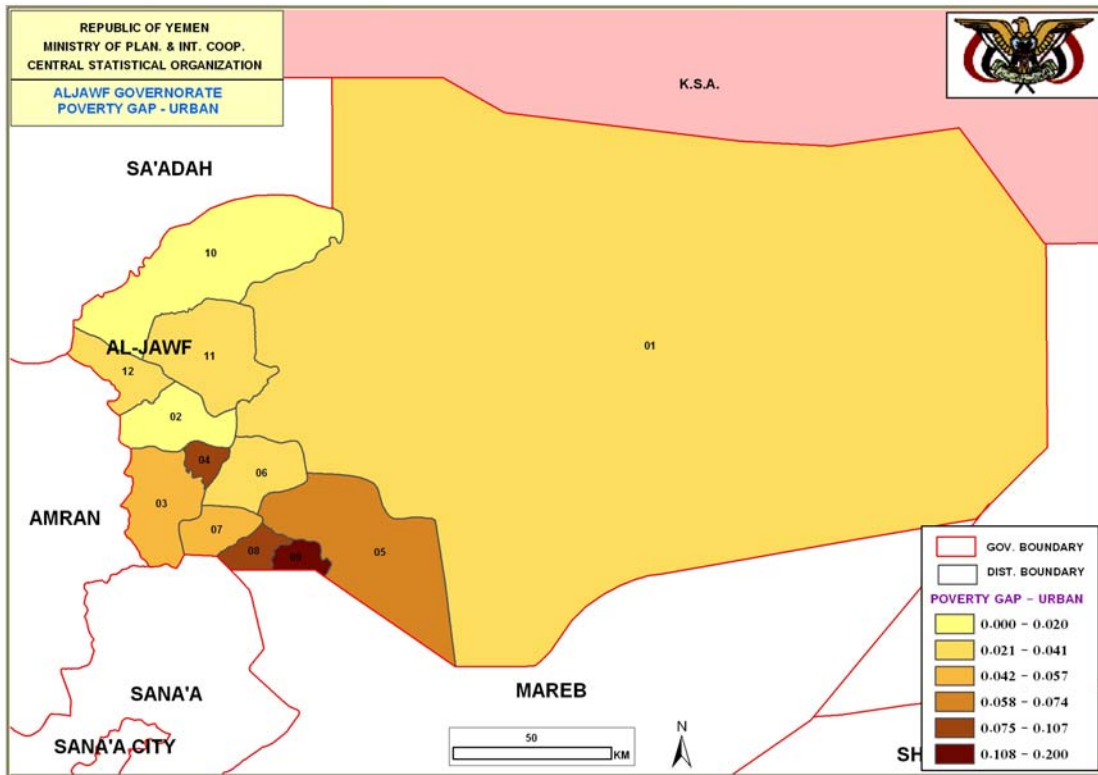 REPUBLIC OF YEMEN
MINISTRY OF PLAN. & INT. COOP.
CENTRAL STATISTICAL ORGANIZATION
ALJAWF GOVERNORATE
POVERTY GAP - URBAN
K.S.A.
SA'ADAH
10
01
AL-JAWF
11
12
02
04
06
03
AMRAN
07
08
09
05
GOV. BOUNDARY
DIST. BOUNDARY
POVERTY GAP - URBAN
0.000 - 0.020
0.021 - 0.041
0.042 - 0.057
0.058 - 0.074
0.075 - 0.107
0.108 - 0.200
SANA'A
MAREB
SANA'A CITY
50
KM
N
SH